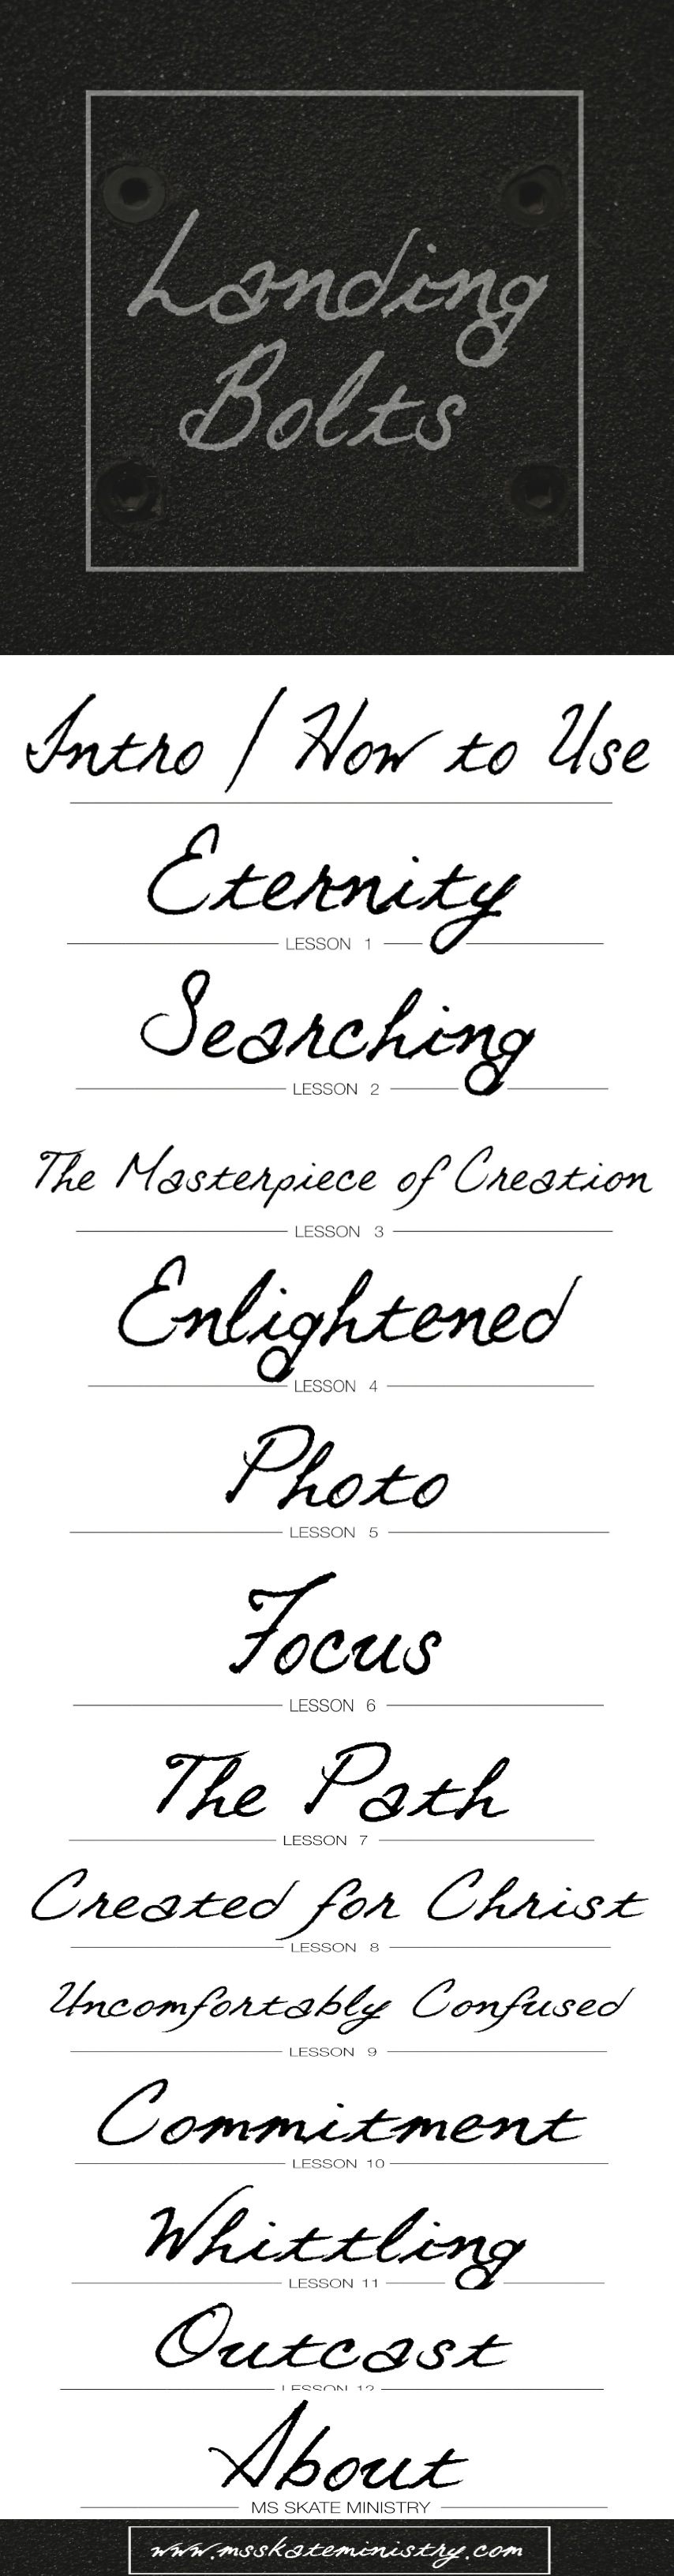 Landing
Bolts
Intro / How to Use
Eternity
LESSON 1
Searching
LESSON 2
The Masterpiece of Creation
LESSON 3
Enlightened
LESSON 4
Photo
LESSON 5
Focus
LESSON 6
The Path
LESSON 7
Created for Christ
LESSON 8
Uncomfortably Confused
LESSON 9
Commitment
LESSON 10
Whittling
LESSON 11
Outcast
LESSON 12
About
MS SKATE MINISTRY
www.msskateministry.com